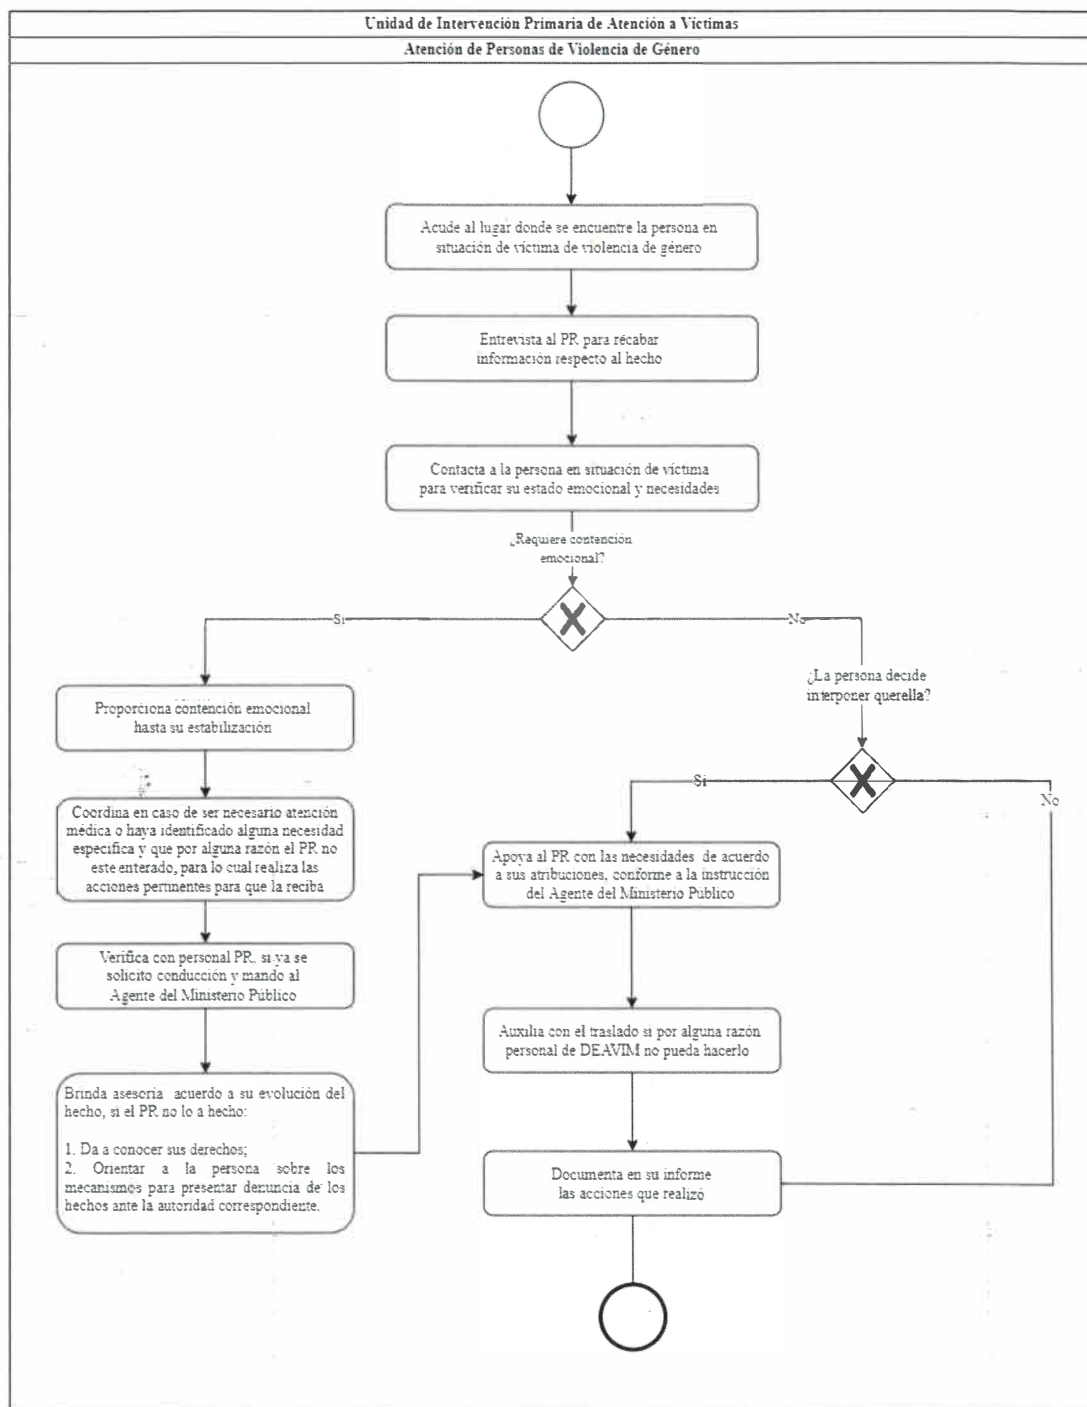 Unidad de Intervención Primaria de Atención a Víctimas
Atención de Personas de Violencia de Género
Acude al lugar donde se encuentre la persona en
situación de víctima de violencia de género
Entrevista al PR para récabar
información respecto al hecho
Contacta a la persona en situación de víctima
para verificar su estado emocional y necesidades
¿Requiere contención
emocional?
Si
No
¿La persona decide
interponer querella?
Proporciona contención emocional
hasta su estabilización
Si
No
Coordina en caso de ser necesario atención
médica o haya identificado alguna necesidad
especifica y que por alguna razón el PR no
este enterado, para lo cual realiza las
acciones pertinentes para que la reciba
Apoya al PR con las necesidades de acuerdo
a sus atribuciones, conforme a la instrucción
del Agente del Ministerio Público
Verifica con personal PR, si ya se
solicito conducción y mando al
Agente del Ministerio Público
Auxilia con el traslado si por alguna razón
personal de DEAVIM no pueda hacerlo
Brinda asesoria acuerdo a su evolución del
hecho, si el PR no lo a hecho:
1. Da a conocer sus derechos;
2. Orientar a la persona sobre los
mecanismos para presentar denuncia de los
hechos ante la autoridad correspondiente.
Documenta en su informe
las acciones que realizó